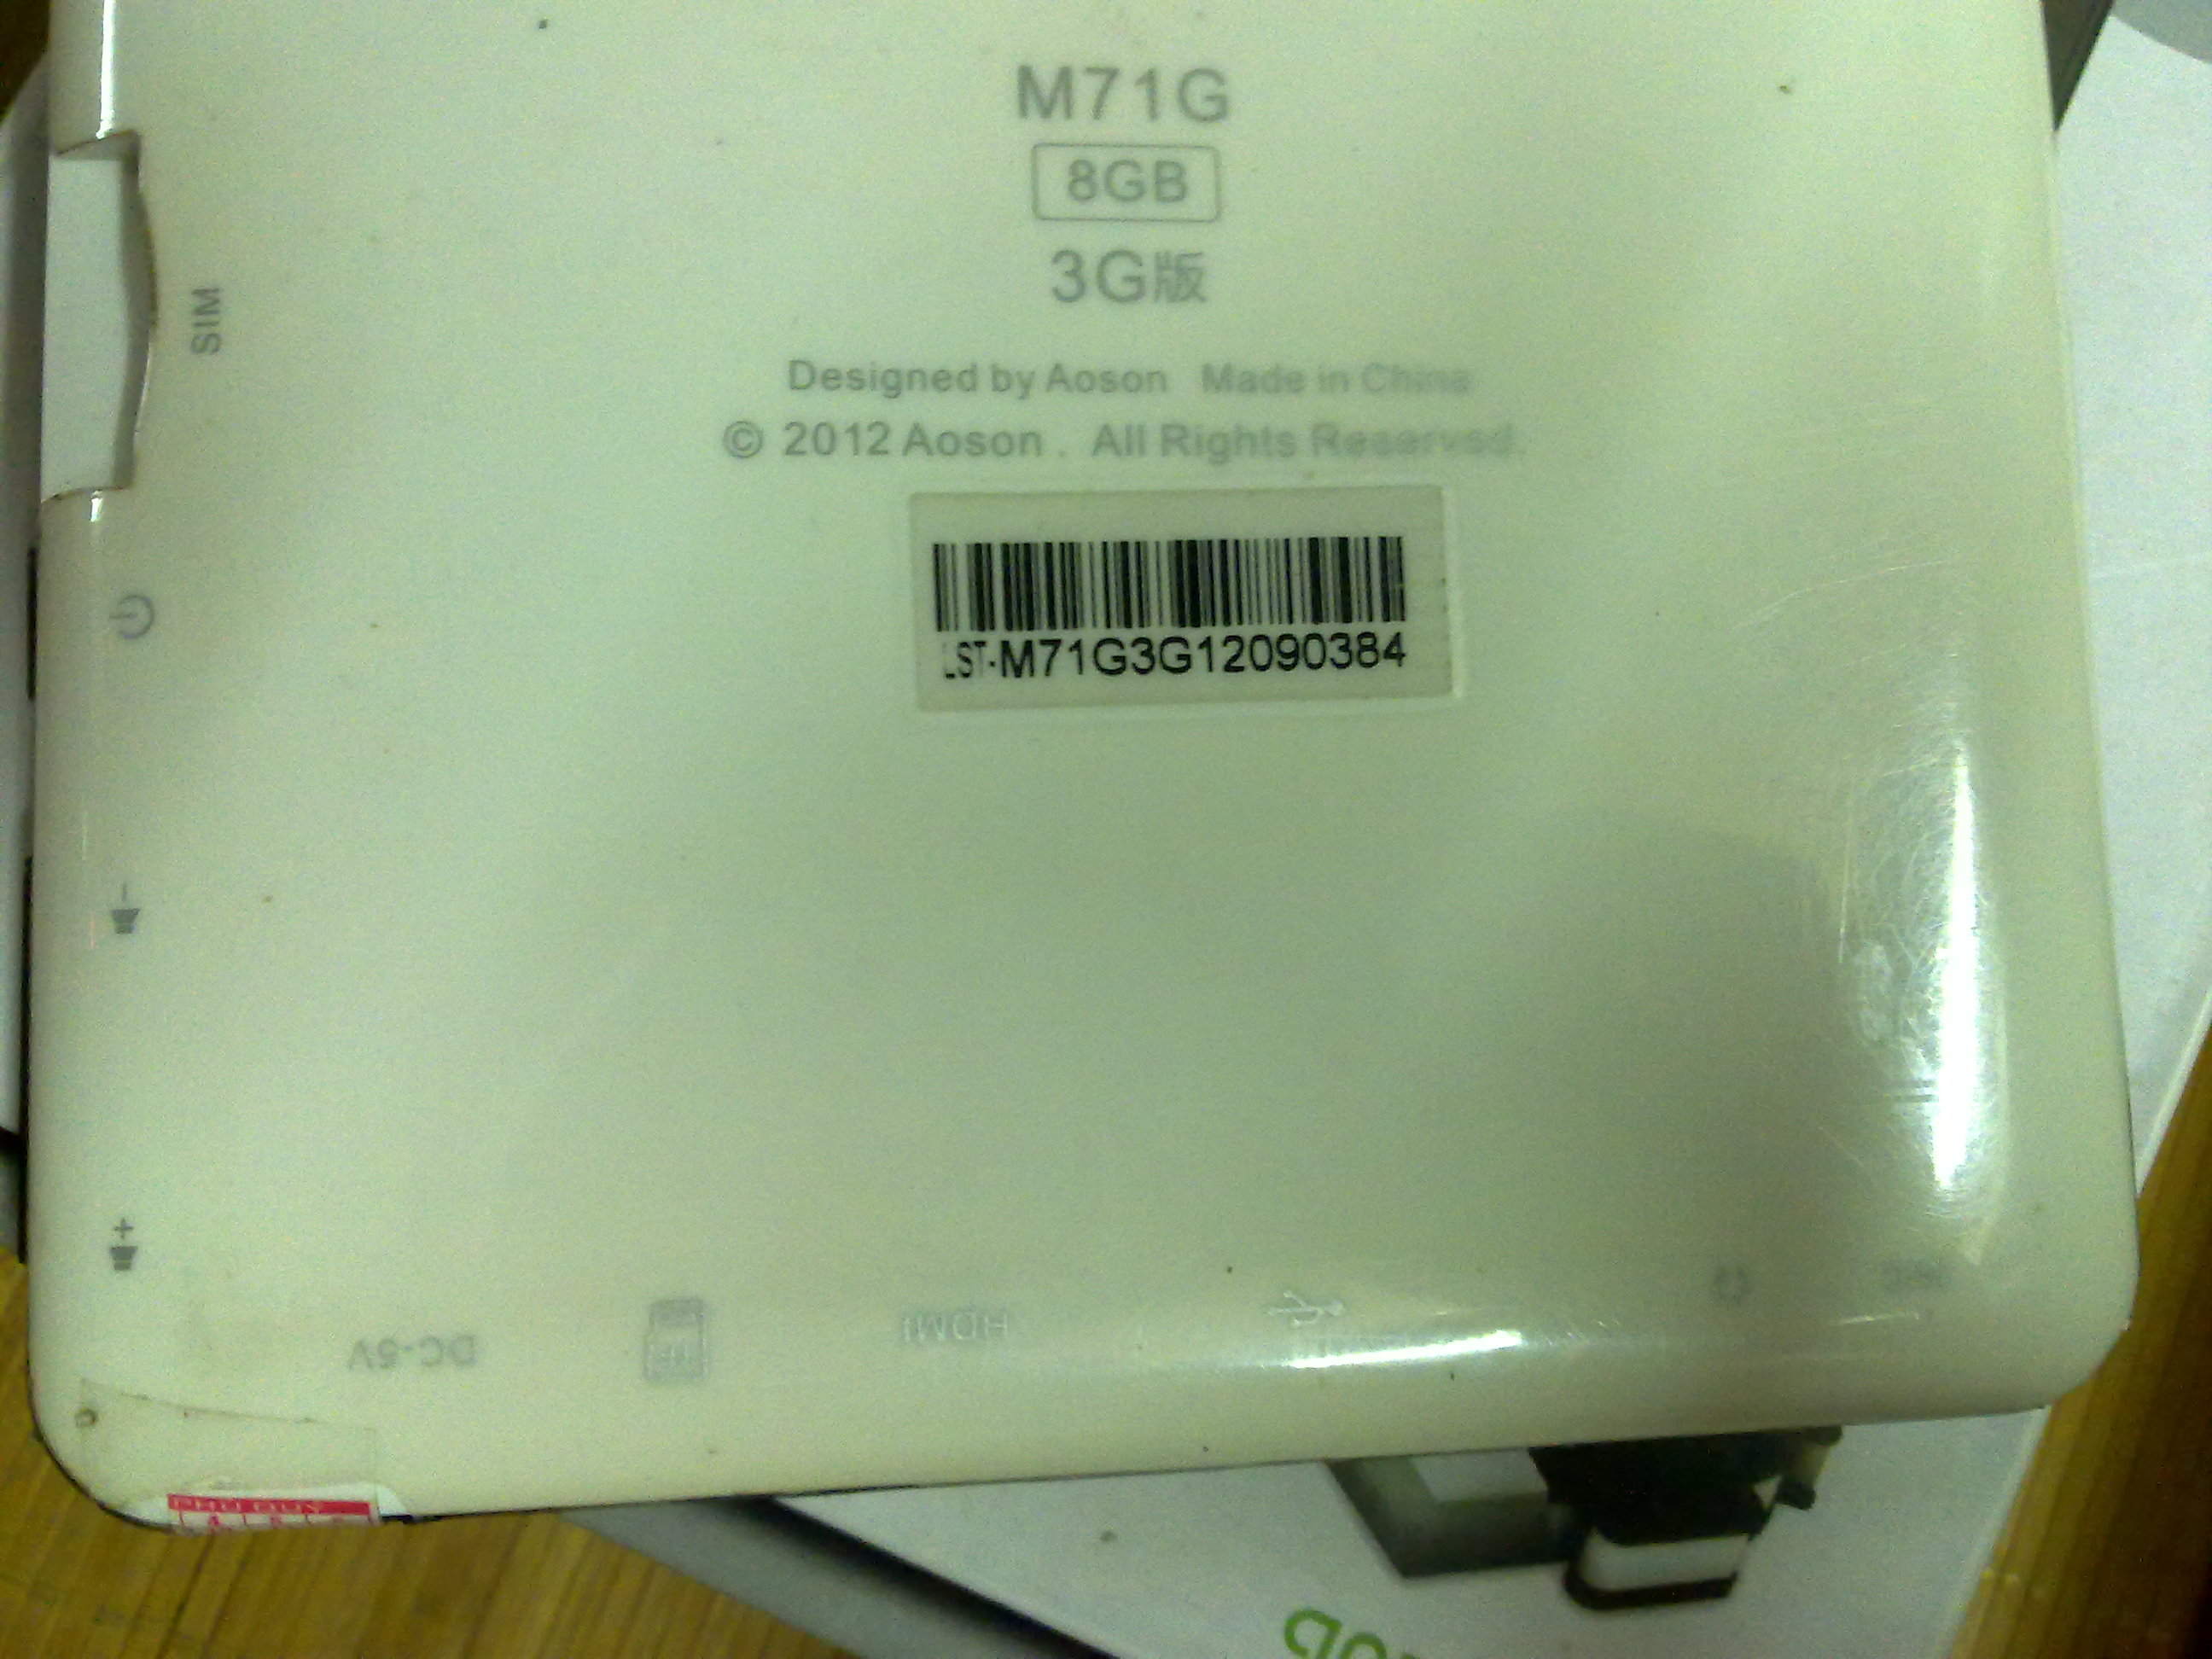 M71G
8GB
3G版
SIM
Designed by Aoson Made in China
© 2012 Aoson. All Rights Reserved.
LST-M71G3G12090384
-
+
DC-5V
HDMI